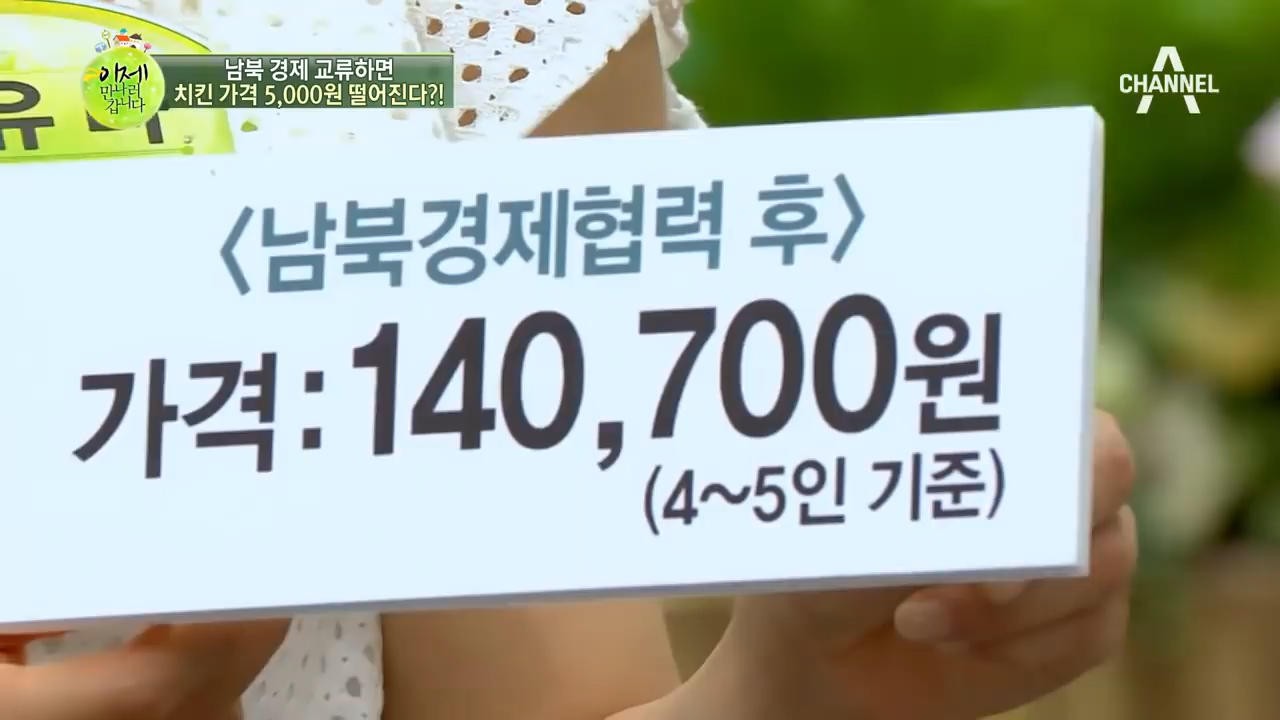 이제
만나러
갑니다
남북 경제 교류하면
치킨 가격 5,000원 떨어진다?!
CHANNEL A
유
〈남북경제협력 후〉
가격:140,700원
(4~5인 기준)